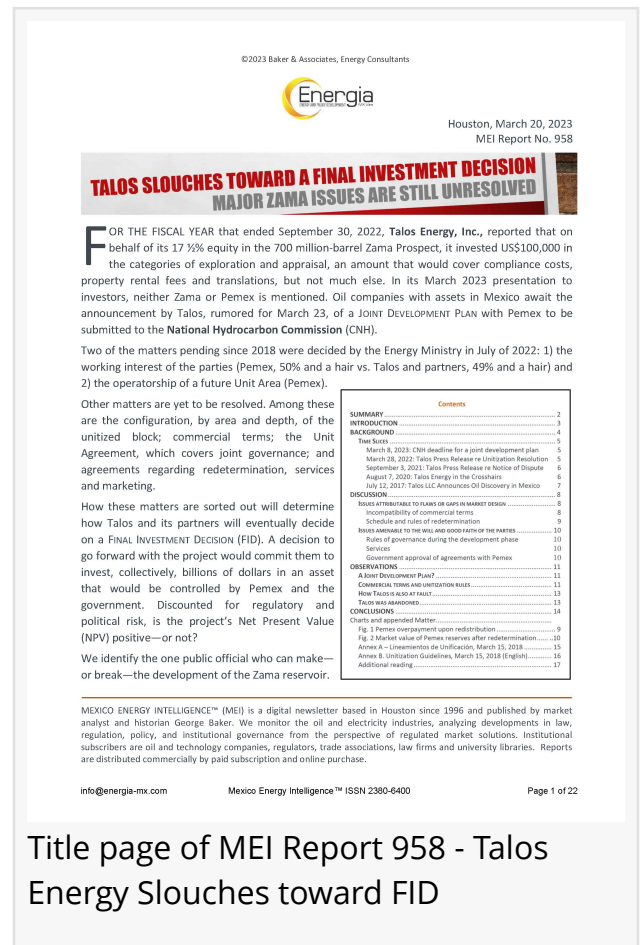 ©2023 Baker & Associates, Energy Consultants
Energia
Houston, March 20, 2023
MEI Report No. 958
TALOS SLOUCHES TOWARD A FINAL INVESTMENT DECISION
MAJOR ZAMA ISSUES ARE STILL UNRESOLVED
FOR THE FISCAL YEAR that ended September 30, 2022, Talos Energy, Inc., reported that on
behalf of its 17 ½% equity in the 700 million-barrel Zama Prospect, it invested US$100,000 in
the categories of exploration and appraisal, an amount that would cover compliance costs,
property rental fees and translations, but not much else. In its March 2023 presentation to
investors, neither Zama or Pemex is mentioned. Oil companies with assets in Mexico await the
announcement by Talos, rumored for March 23, of a JOINT DEVELOPMENT PLAN with Pemex to be
submitted to the National Hydrocarbon Commission (CNH).
Two of the matters pending since 2018 were decided by the Energy Ministry in July of 2022: 1) the
working interest of the parties (Pemex, 50% and a hair vs. Talos and partners, 49% and a hair) and
2) the operatorship of a future Unit Area (Pemex).
Other matters are yet to be resolved. Among these
are the configuration, by area and depth, of the
unitized block; commercial terms; the Unit
Agreement, which covers joint governance; and
agreements regarding redetermination, services
and marketing.
How these matters are sorted out will determine
how Talos and its partners will eventually decide
on a FINAL INVESTMENT DECISION (FID). A decision to
go forward with the project would commit them to
invest, collectively, billions of dollars in an asset
that would be controlled by Pemex and the
government. Discounted for regulatory and
political risk, is the project's Net Present Value
(NPV) positive—or not?
We identify the one public official who can make—
or break—the development of the Zama reservoir.
Contents
SUMMARY 2
INTRODUCTION 3
BACKGROUND 4
TIME SLICES 5
March 8, 2023: CNH deadline for a joint development plan 5
March 28, 2022: Talos Press Release re Unitization Resolution 5
September 3, 2021: Talos Press Release re Notice of Dispute 6
August 7, 2020: Talos Energy in the Crosshairs 6
July 12, 2017: Talos LLC Announces Oil Discovery in Mexico 7
DISCUSSION 8
ISSUES ATTRIBUTABLE TO FLAWS OR GAPS IN MARKET DESIGN 8
Incompatibility of commercial terms 8
Schedule and rules of redetermination 9
ISSUES AMENABLE TO THE WILL AND GOOD FAITH OF THE PARTIES 10
Rules of governance during the development phase 10
Services 10
Government approval of agreements with Pemex 10
OBSERVATIONS 11
A JOINT DEVELOPMENT PLAN? 11
COMMERCIAL TERMS AND UNITIZATION RULES 11
HOW TALOS IS ALSO AT FAULT 13
TALOS WAS ABANDONED 13
CONCLUSIONS 14
Charts and appended Matter
Fig. 1 Pemex overpayment upon redistribution 9
Fig. 2 Market value of Pemex reserves after redetermination 10
Annex A – Lineamientos de Unificación, March 15, 2018 15
Annex B. Unitization Guidelines, March 15, 2018 (English) 16
Additional reading 17
MEXICO ENERGY INTELLIGENCE™ (MEI) is a digital newsletter based in Houston since 1996 and published by market
analyst and historian George Baker. We monitor the oil and electricity industries, analyzing developments in law,
regulation, policy, and institutional governance from the perspective of regulated market solutions. Institutional
subscribers are oil and technology companies, regulators, trade associations, law firms and university libraries. Reports
are distributed commercially by paid subscription and online purchase.
info@energia-mx.com Mexico Energy Intelligence™ ISSN 2380-6400 Page 1 of 22
Title page of MEI Report 958 - Talos
Energy Slouches toward FID